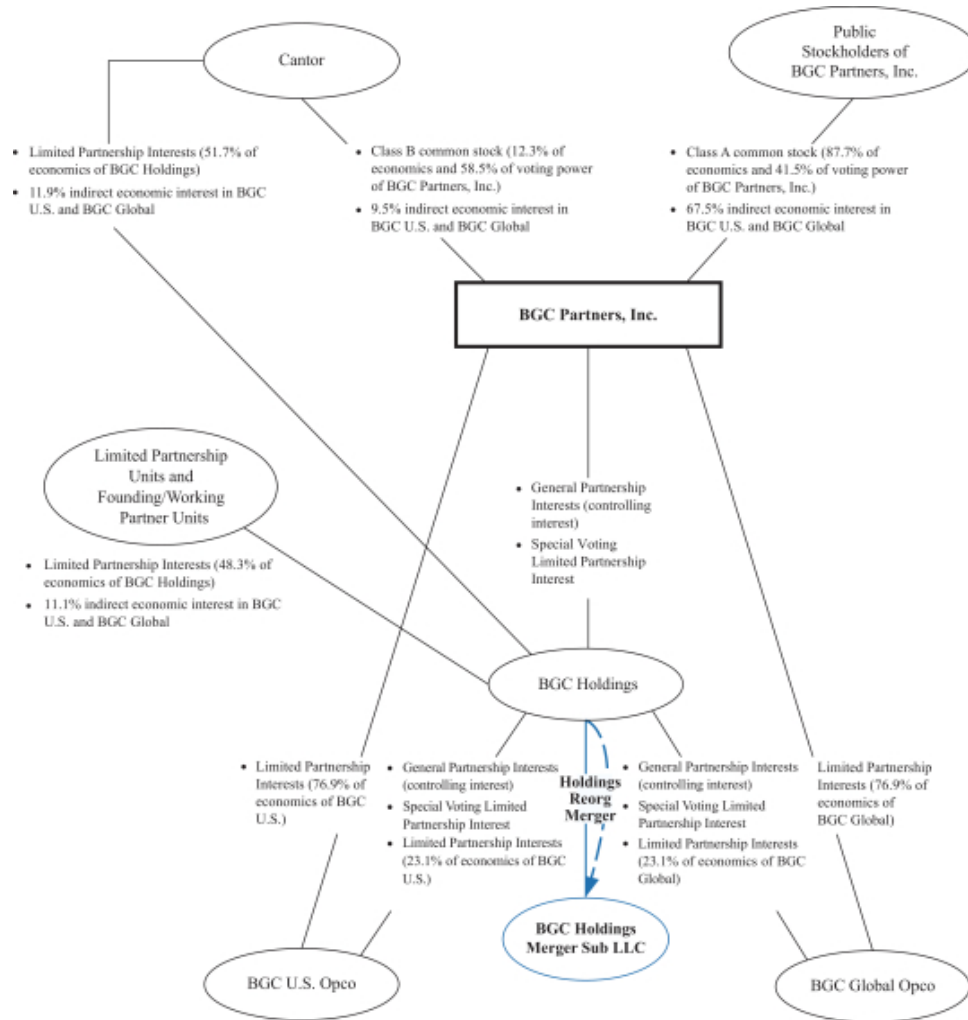 Cantor
Public
Stockholders of
BGC Partners, Inc.
• Limited Partnership Interests (51.7% of
economics of BGC Holdings)
• 11.9% indirect economic interest in BGC
U.S. and BGC Global
• Class B common stock (12.3% of
economics and 58.5% of voting power
of BGC Partners, Inc.)
• 9.5% indirect economic interest in
BGC U.S. and BGC Global
• Class A common stock (87.7% of
economics and 41.5% of voting power
of BGC Partners, Inc.)
• 67.5% indirect economic interest in
BGC U.S. and BGC Global
BGC Partners, Inc.
Limited Partnership
Units and
Founding/Working
Partner Units
• Limited Partnership Interests (48.3% of
economics of BGC Holdings)
• 11.1% indirect economic interest in BGC
U.S. and BGC Global
• General Partnership
Interests (controlling
interest)
• Special Voting
Limited Partnership
Interest
BGC Holdings
• Limited Partnership
Interests (76.9% of
economics of BGC
U.S.)
• General Partnership Interests
(controlling interest)
• Special Voting Limited
Partnership Interest
• Limited Partnership
Interests (23.1% of economics of BGC
U.S.)
Holdings
Reorg
Merger
• General Partnership Interests
(controlling interest)
• Special Voting Limited
Partnership Interest
• Limited Partnership Interests
(23.1% of economics of BGC
Global)
Limited Partnership
Interests (76.9% of
economics of
BGC Global)
BGC Holdings
Merger Sub LLC
BGC U.S. Opco
BGC Global Opco